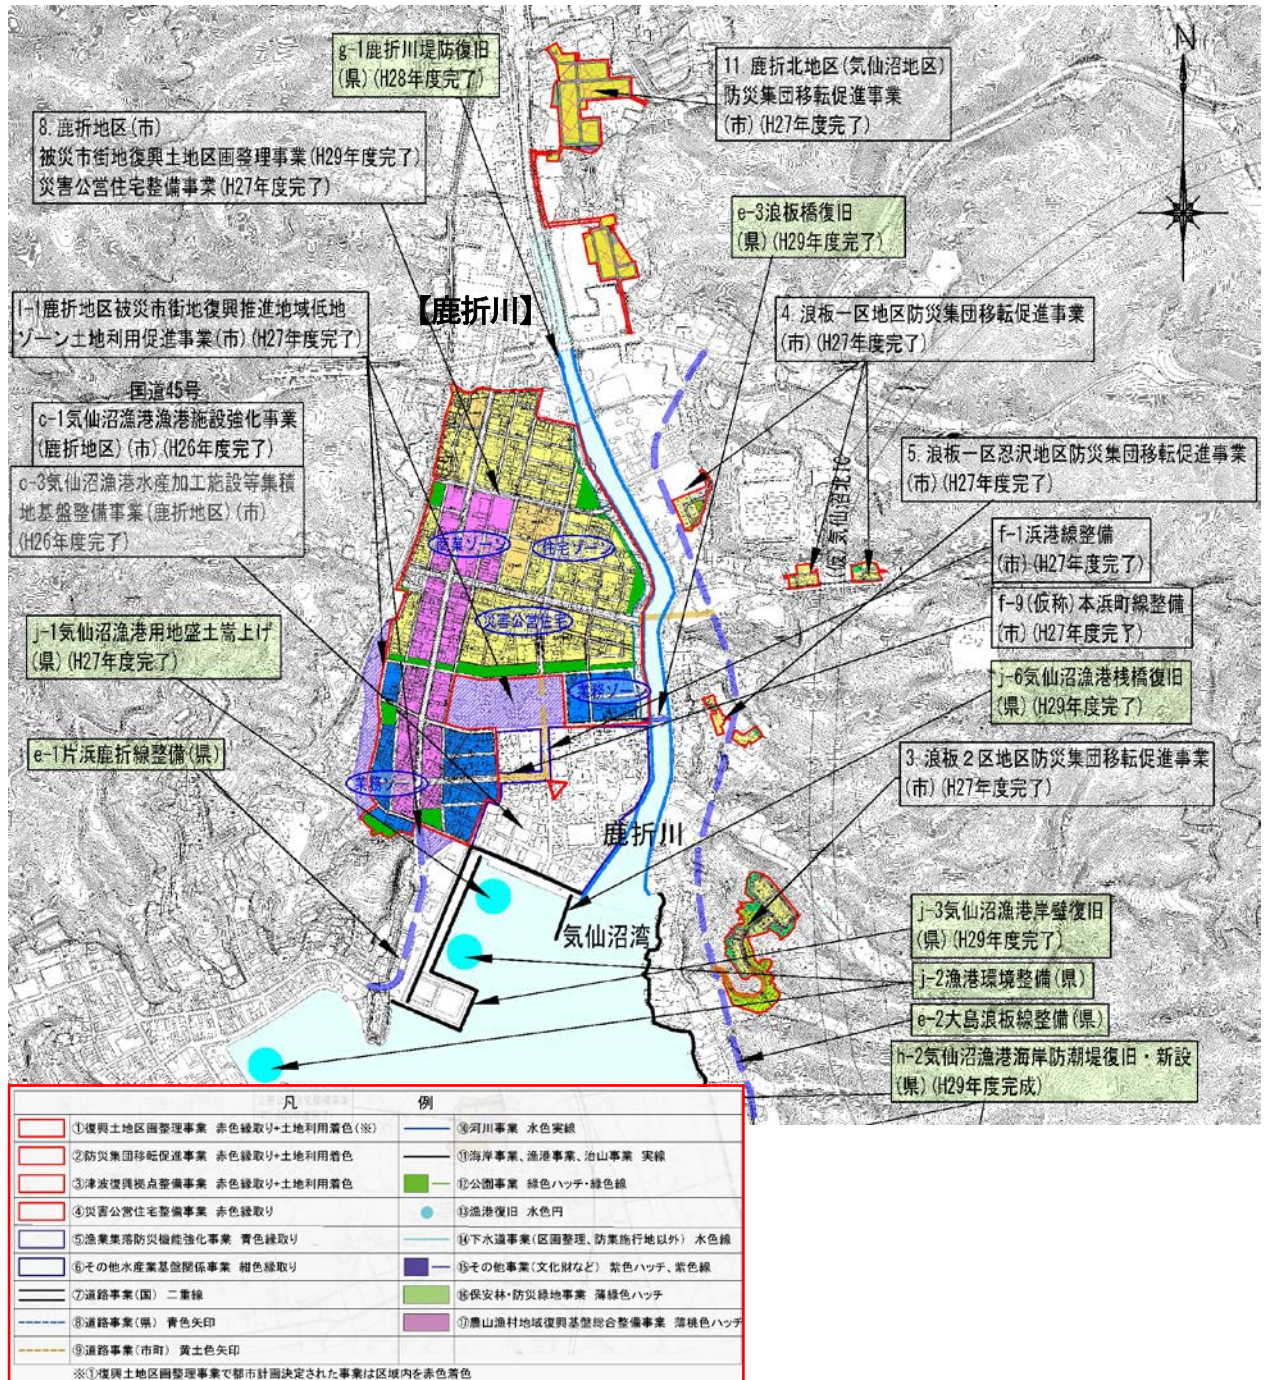 g-1鹿折川堤防復旧
(県)(H28年度完了)
11 鹿折北地区(気仙沼地区)
防災集団移転促進事業
(市)(H27年度完了)
N
8. 鹿折地区(市)
被災市街地復興土地区画整理事業(H29年度完了)
災害公営住宅整備事業(H27年度完了)
e-3浪板橋復旧
(県)(H29年度完了)
l-1鹿折地区被災市街地復興推進地域低地
ゾーン土地利用促進事業(市)(H27年度完了)
【鹿折川】
4. 浪板一区地区防災集団移転促進事業
(市)(H27年度完了)
国道45号
c-1気仙沼漁港漁港施設強化事業
(鹿折地区)(市)(H26年度完了)
c-3気仙沼漁港水産加工施設等集積
地基盤整備事業(鹿折地区)(市)
(H26年度完了)
5. 浪板一区忍沢地区防災集団移転促進事業
(市)(H27年度完了)
(仮)気仙沼北IC
f-1浜港線整備
(市)(H27年度完了)
産業ゾーン
住宅ゾーン
災害公営住宅
f-9(仮称)本浜町線整備
(市)(H27年度完了)
j-1気仙沼漁港用地盛土嵩上げ
(県)(H27年度完了)
j-6気仙沼漁港桟橋復旧
(県)(H29年度完了)
業務ゾーン
e-1片浜鹿折線整備(県)
3. 浪板2区地区防災集団移転促進事業
(市)(H27年度完了)
業務ゾーン
鹿折川
気仙沼湾
j-3気仙沼漁港岸壁復旧
(県)(H29年度完了)
j-2漁港環境整備(県)
e-2大島浪板線整備(県)
h-2気仙沼漁港海岸防潮堤復旧・新設
(県)(H29年度完成)
凡 例
①復興土地区画整理事業 赤色縁取り+土地利用着色(※)
②防災集団移転促進事業 赤色縁取り+土地利用着色
③津波復興拠点整備事業 赤色縁取り+土地利用着色
④災害公営住宅整備事業 赤色縁取り
⑤漁業集落防災機能強化事業 青色縁取り
⑥その他水産業基盤関係事業 紺色縁取り
⑦道路事業(国) 二重線
⑧道路事業(県) 青色矢印
⑨道路事業(市町) 黄土色矢印
⑩河川事業 水色実線
⑪海岸事業、漁港事業、治山事業 実線
⑫公園事業 緑色ハッチ・緑色線
⑬漁港復旧 水色円
⑭下水道事業(区画整理、防集施行地以外) 水色線
⑮その他事業(文化財など) 紫色ハッチ、紫色線
⑯保安林・防災緑地事業 薄緑色ハッチ
⑰農山漁村地域復興基盤総合整備事業 薄桃色ハッチ
※①復興土地区画整理事業で都市計画決定された事業は区域内を赤色着色